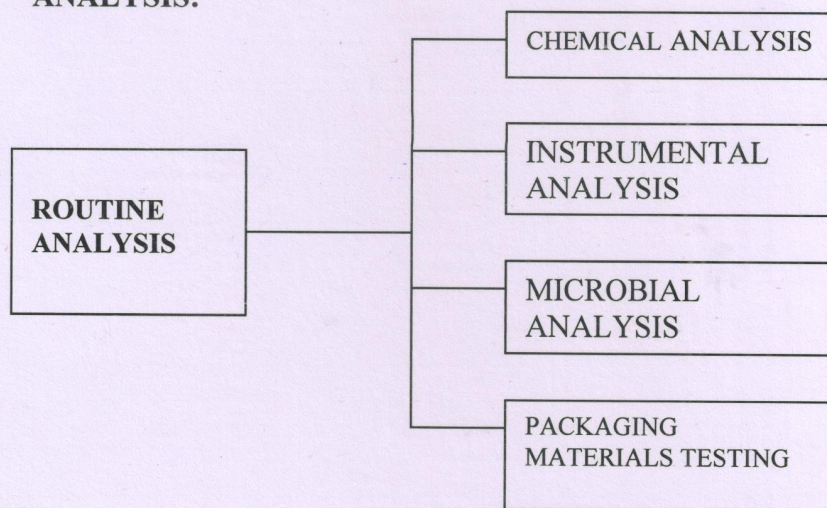 ANALYSIS:
CHEMICAL ANALYSIS
INSTRUMENTAL
ANALYSIS
ROUTINE
ANALYSIS
MICROBIAL
ANALYSIS
PACKAGING
MATERIALS TESTING